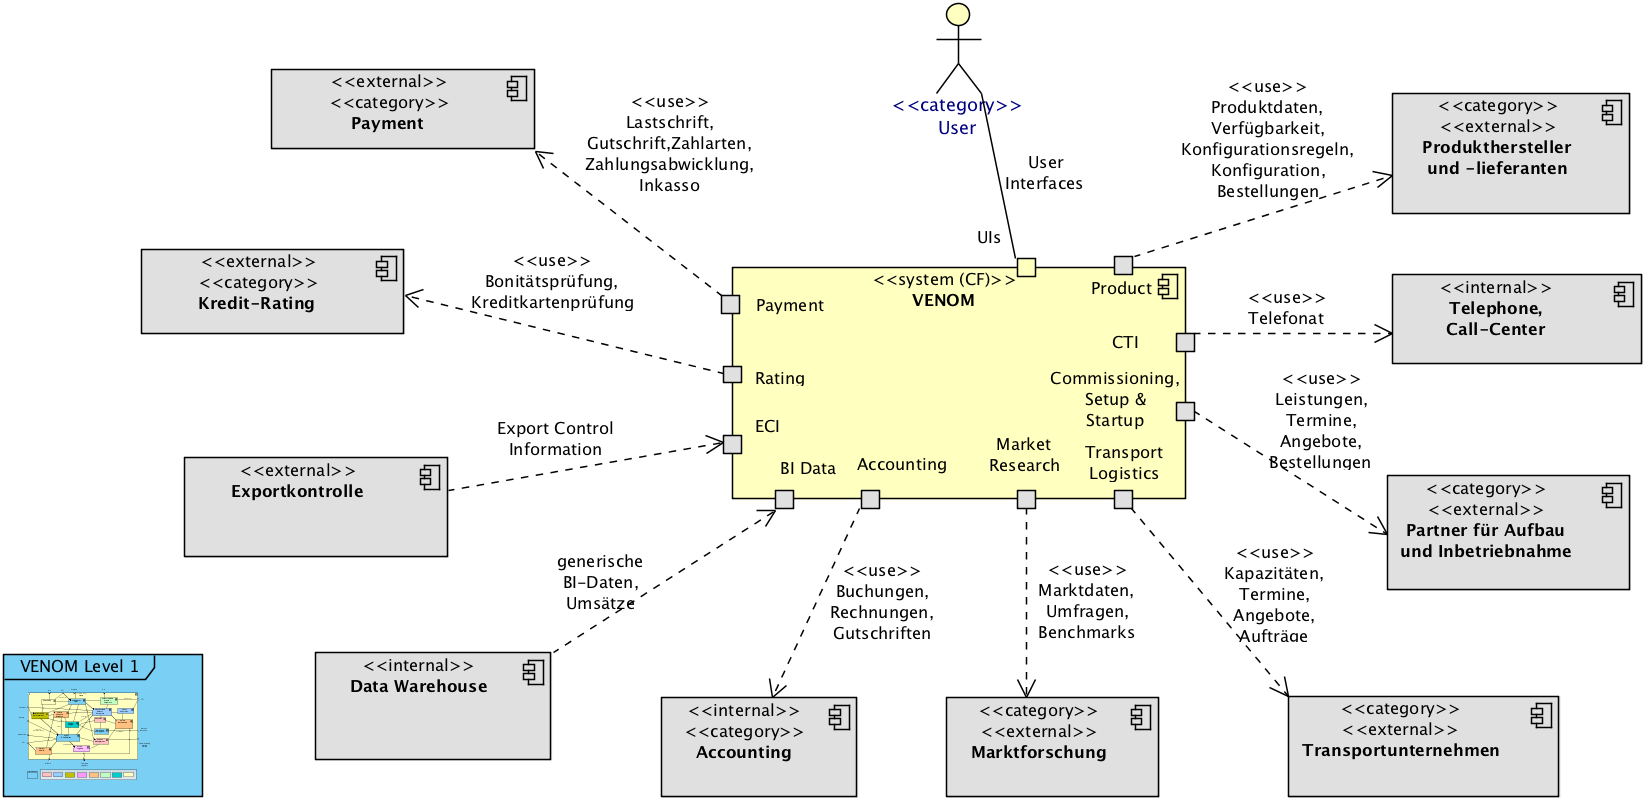 <<category>>
User
User
Interfaces
UIs
<<external>>
<<category>>
Payment
<<use>>
Lastschrift,
Gutschrift,Zahlarten,
Zahlungsabwicklung,
Inkasso
<<use>>
Produktdaten,
Verfügbarkeit,
Konfigurationsregeln,
Konfiguration,
Bestellungen
<<category>>
<<external>>
Produkthersteller
und -lieferanten
<<external>>
<<category>>
Kredit-Rating
<<use>>
Bonitätsprüfung,
Kreditkartenprüfung
<<system (CF)>>
VENOM
Product
Payment
CTI
Rating
Commissioning,
Setup &
Startup
ECI
BI Data
Accounting
Market
Research
Transport
Logistics
<<use>>
Telefonat
<<internal>>
Telephone,
Call-Center
<<use>>
Leistungen,
Termine,
Angebote,
Bestellungen
<<category>>
<<external>>
Partner für Aufbau
und Inbetriebnahme
Export Control
Information
<<external>>
Exportkontrolle
generische
BI-Daten,
Umsätze
<<internal>>
Data Warehouse
<<use>>
Buchungen,
Rechnungen,
Gutschriften
<<internal>>
<<category>>
Accounting
<<use>>
Marktdaten,
Umfragen,
Benchmarks
<<category>>
<<external>>
Marktforschung
<<use>>
Kapazitäten,
Termine,
Angebote,
Aufträge
<<category>>
<<external>>
Transportunternehmen
VENOM Level 1